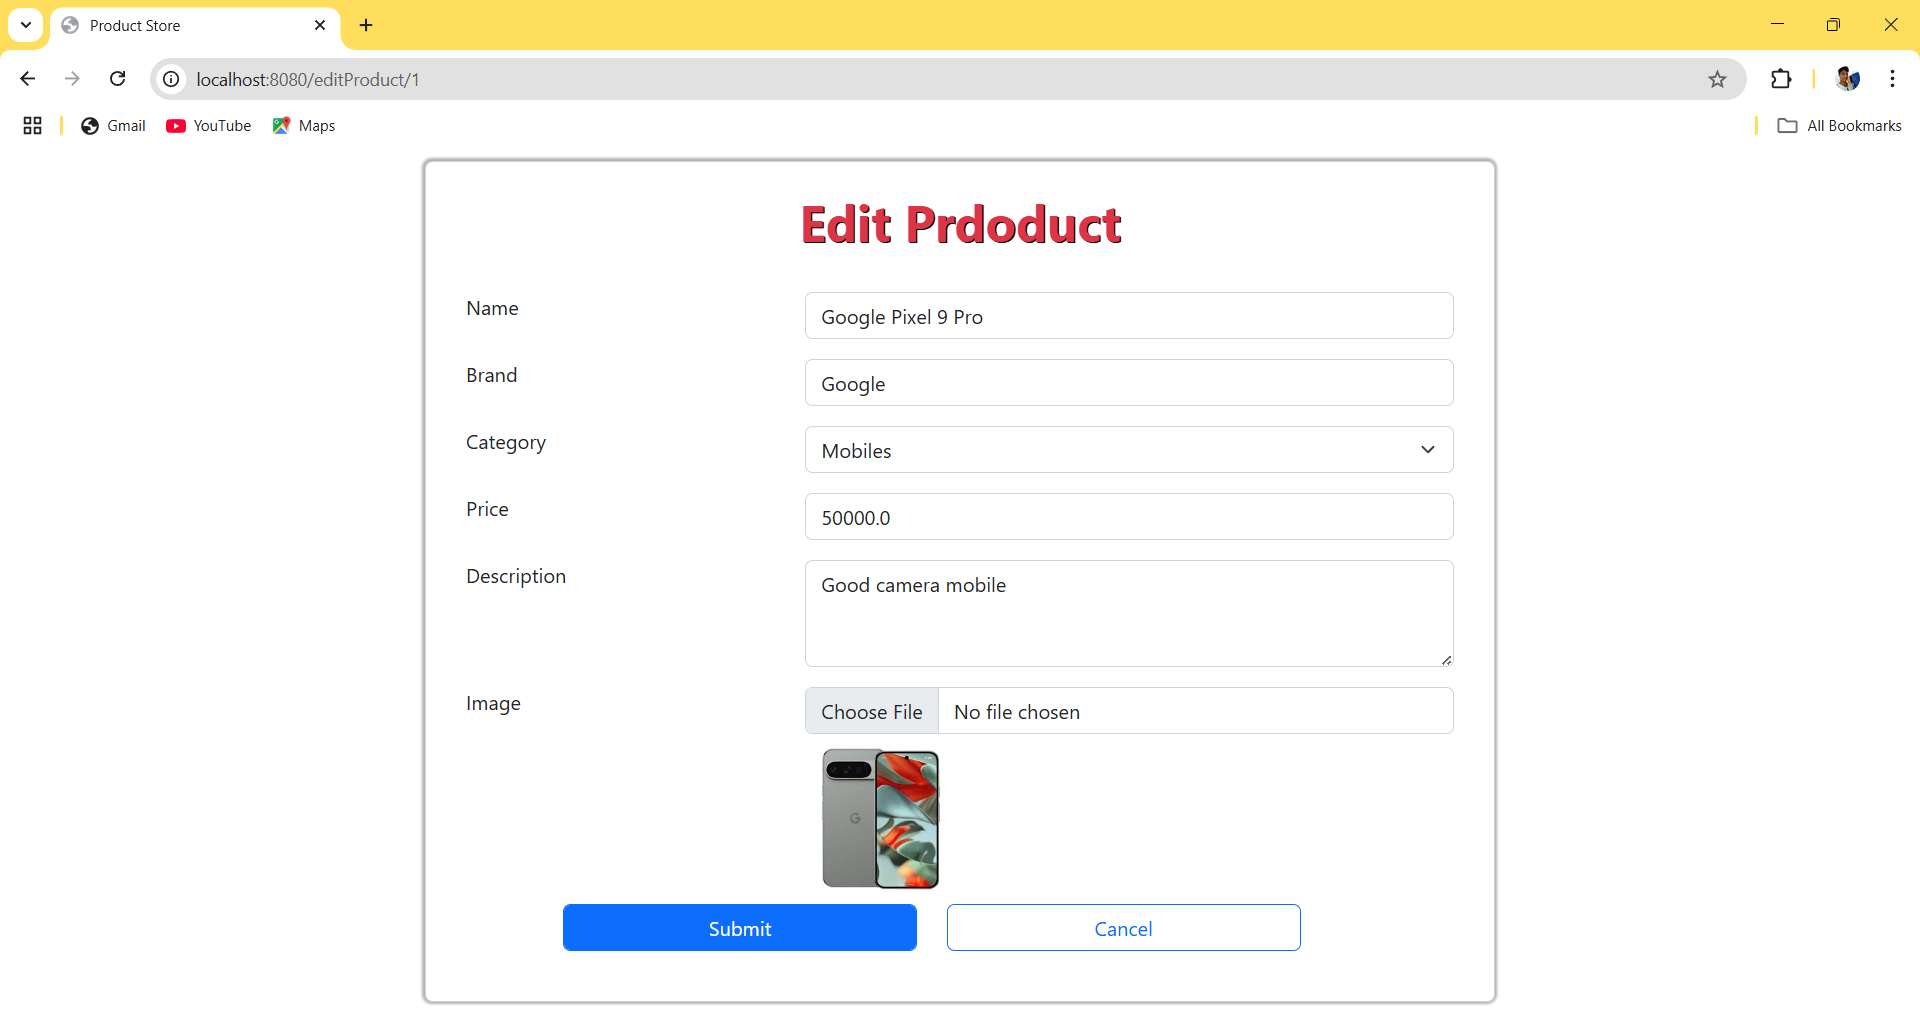 Product Store
localhost:8080/editProduct/1
Gmail YouTube Maps All Bookmarks
Edit Prdoduct
Name Google Pixel 9 Pro
Brand Google
Category Mobiles
Price 50000.0
Description Good camera mobile
Image Choose File No file chosen
G
Submit Cancel